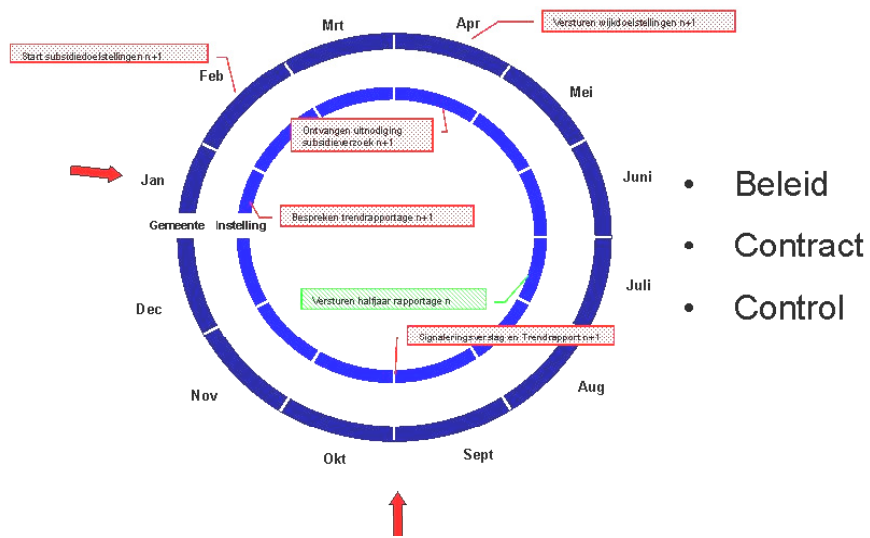 Mrt
Apr
Versturen wijkdoelstellingen n+1
Start subsidiedoelstellingen n+1
Feb
Mei
Ontvangen uitnodiging
subsidieverzoek n+1
Jan
Juni
Bespreken trendrapportage n+1
Gemeente
Instelling
Juli
Versturen halfjaar rapportage n
Dec
Signaleringsverslag en Trendrapport n+1
Nov
Aug
Okt
Sept
• Beleid
• Contract
• Control